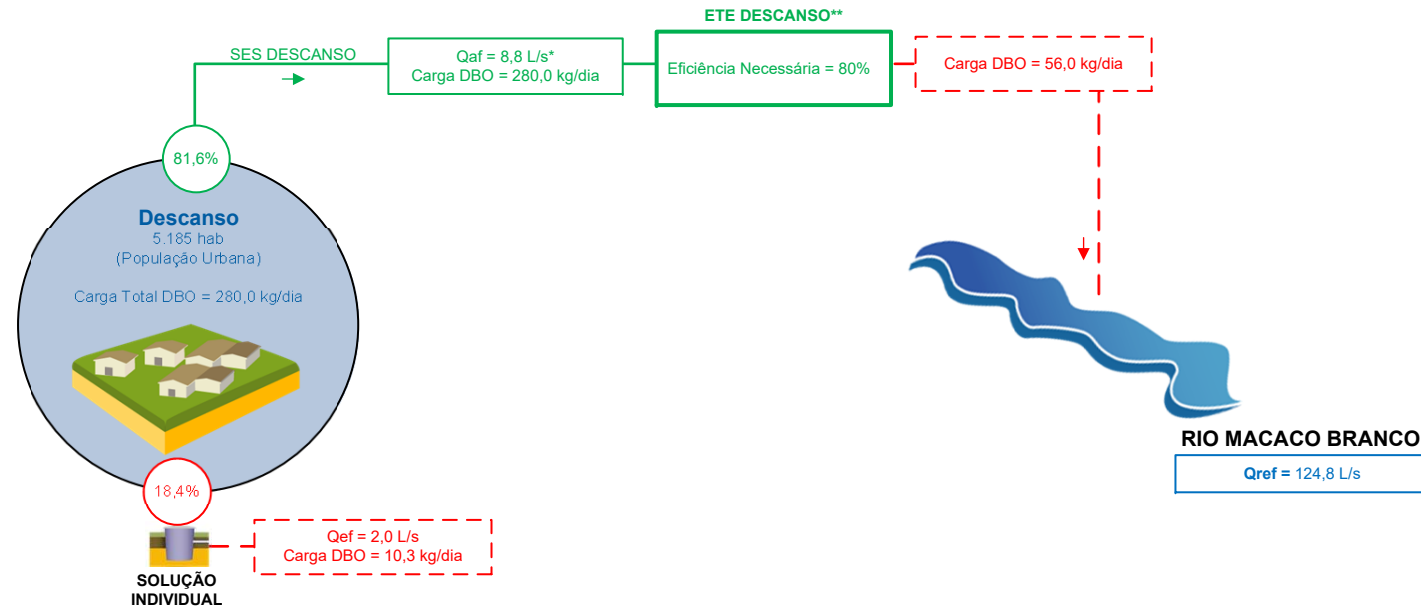 ETE DESCANSO**
SES DESCANSO
Qaf = 8,8 L/s*
Carga DBO = 280,0 kg/dia
Eficiência Necessária = 80%
Carga DBO = 56,0 kg/dia
81,6%
Descanso
5.185 hab
(População Urbana)
Carga Total DBO = 280,0 kg/dia
RIO MACACO BRANCO
Qref = 124,8 L/s
18,4%
Qef = 2,0 L/s
Carga DBO = 10,3 kg/dia
SOLUÇÃO
INDIVIDUAL